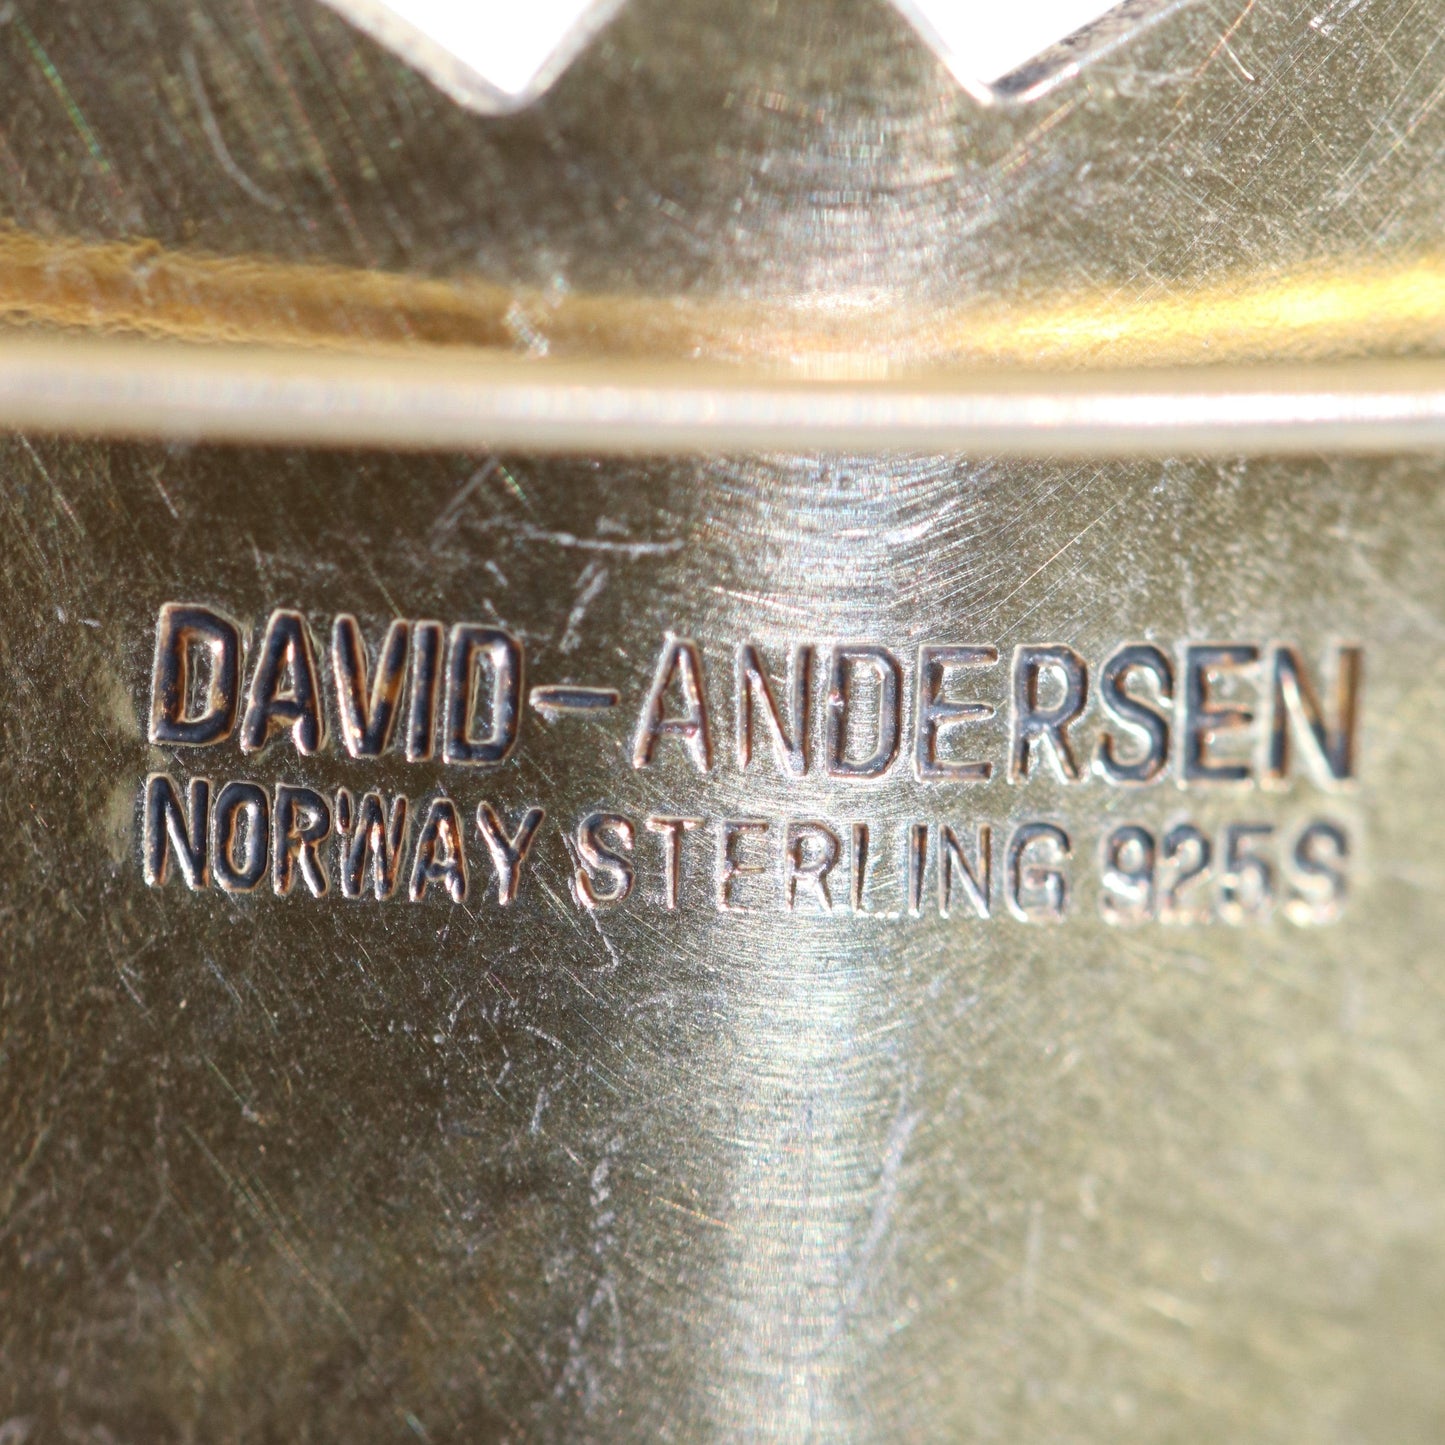 DAVID-ANDERSEN
NORWAY STERLING 925S